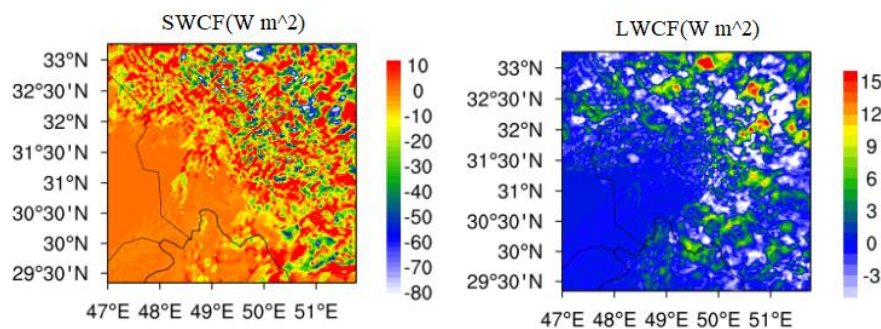 SWCF(W m^2)
33°N
32°30'N
32°N
31°30'N
31°N
30°30'N
30°N
29°30'N
47°E 48°E 49°E 50°E 51°E
10
0
-10
-20
-30
-40
-50
-60
-70
-80
LWCF(W m^2)
33°N
32°30'N
32°N
31°30'N
31°N
30°30'N
30°N
29°30'N
47°E 48°E 49°E 50°E 51°E
15
12
9
6
3
0
-3